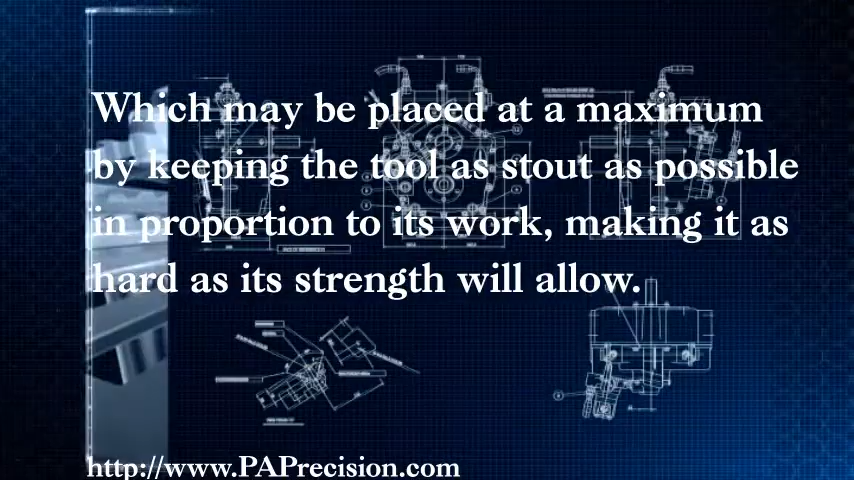 Which may be placed at a maximum
by keeping the tool as stout as possible
in proportion to its work, making it as
hard as its strength will allow.
http://www.PAPrecision.com